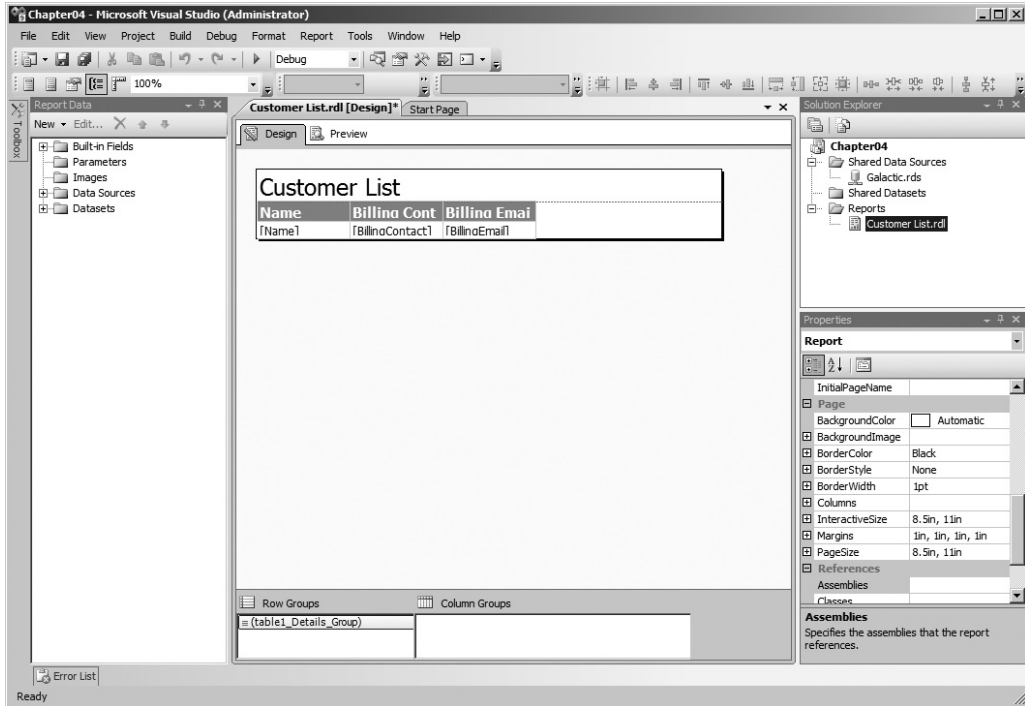 Chapter04 - Microsoft Visual Studio (Administrator)
File Edit View Project Build Debug Format Report Tools Window Help
Debug
100%
Toolbox
Report Data
New Edit...
Built-in Fields
Parameters
Images
Data Sources
Datasets
Customer List.rdl [Design]* Start Page
Design Preview
Customer List
Name Billing Cont Billing Emai
[Name] [BillingContact] [BillingEmail]
Row Groups Column Groups
(table1_Details_Group)
Solution Explorer
Chapter04
Shared Data Sources
Galactic.rds
Shared Datasets
Reports
Customer List.rdl
Properties
Report
InitialPageName
Page
BackgroundColor Automatic
BackgroundImage
BorderColor Black
BorderStyle None
BorderWidth 1pt
Columns
InteractiveSize 8.5in, 11in
Margins 1in, 1in, 1in, 1in
PageSize 8.5in, 11in
References
Assemblies
Classes
Assemblies
Specifies the assemblies that the report
references.
Error List
Ready